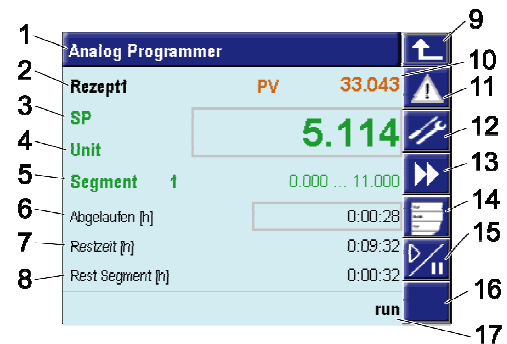 1
Analog Programmer
9
2
Rezept1 PV 33.043
10
11
3
SP
5.114
12
4
Unit
5
Segment 1 0.000 ... 11.000
13
6
Abgelaufen [h] 0:00:28
14
7
Restzeit [h] 0:09:32
15
8
Rest Segment [h] 0:00:32
16
run
17